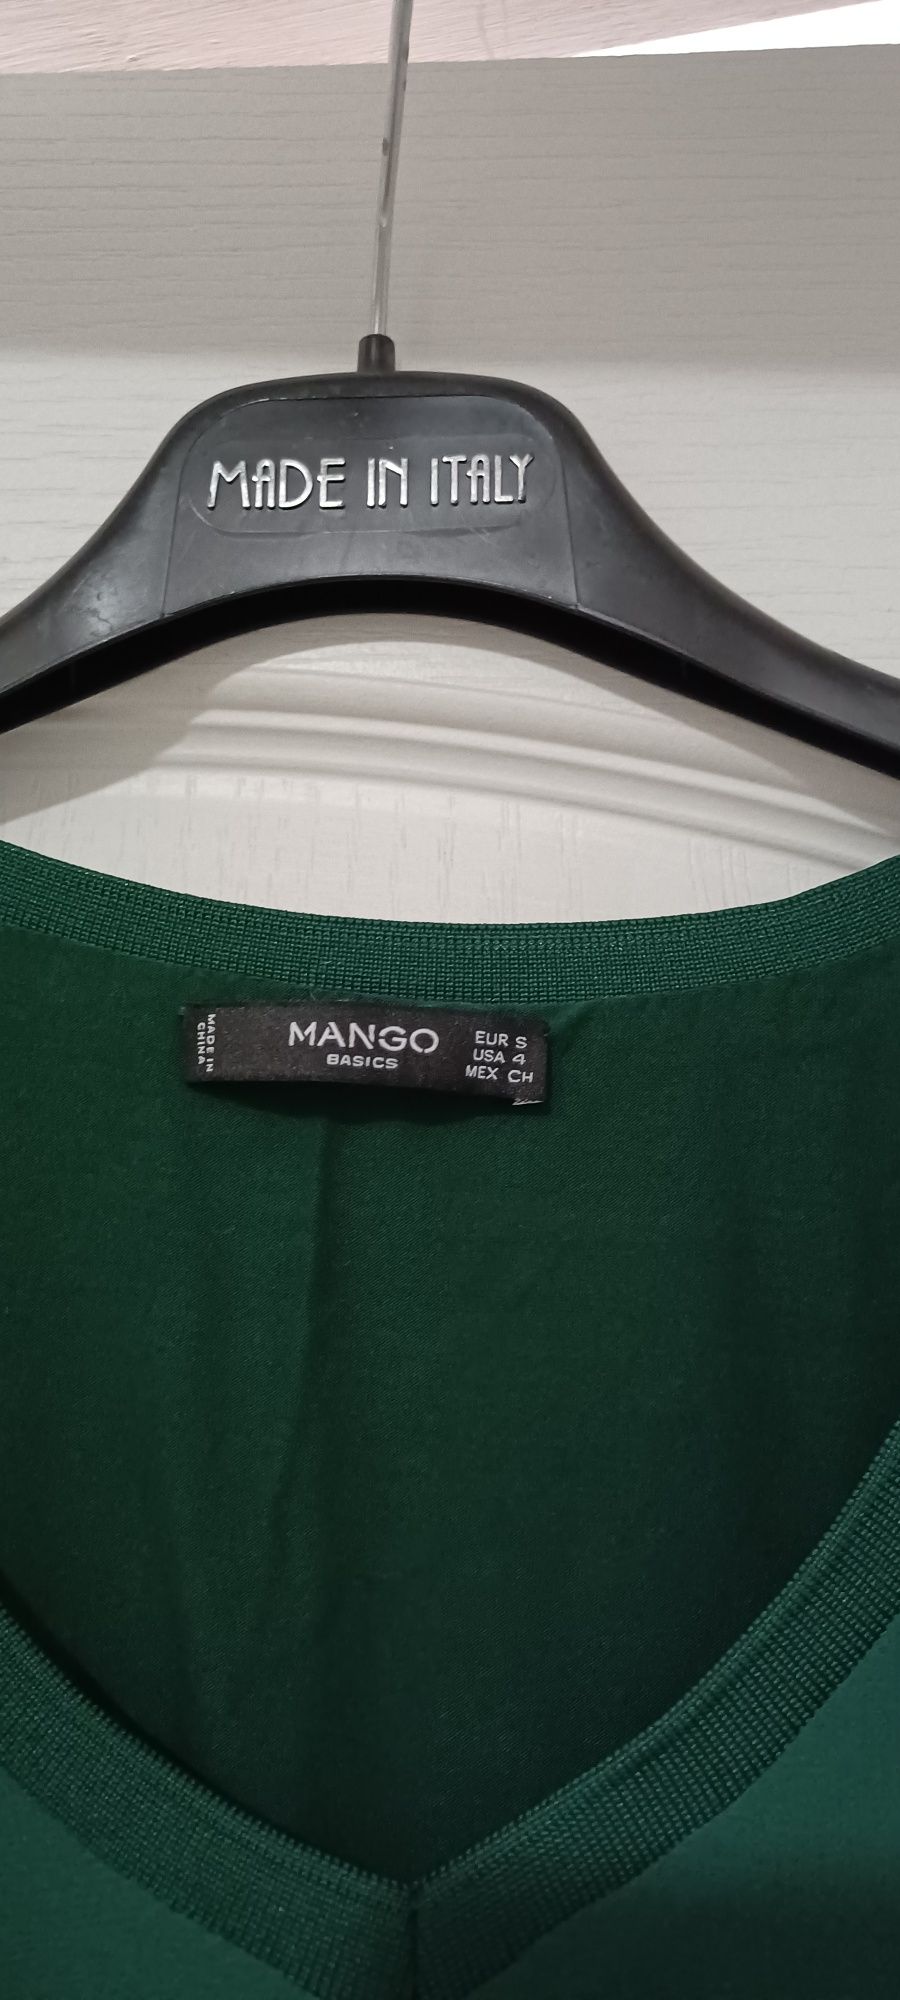 MADE IN ITALY
MADE IN
CHINA
MANGO
BASICS
EUR S
USA 4
MEX CH